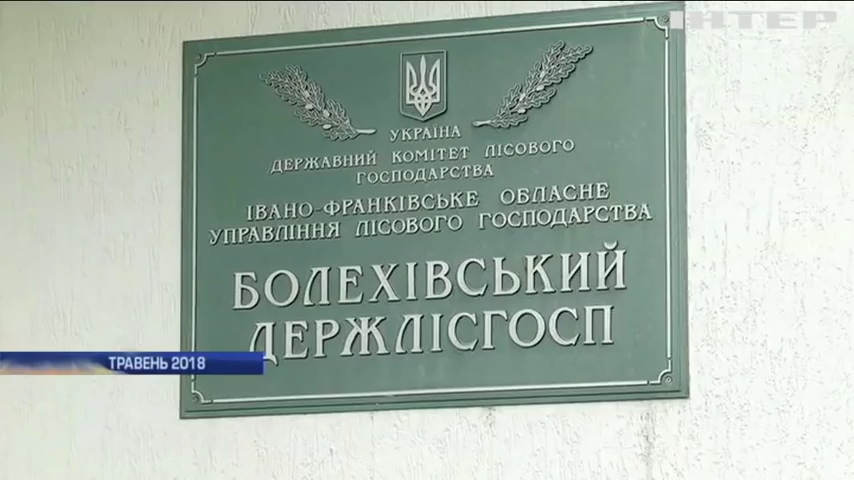 ІНТЕР
УКРАЇНА
ДЕРЖАВНИЙ КОМІТЕТ ЛІСОВОГО
ГОСПОДАРСТВА
ІВАНО-ФРАНКІВСЬКЕ ОБЛАСНЕ
УПРАВЛІННЯ ЛІСОВОГО ГОСПОДАРСТВА
БОЛЕХІВСЬКИЙ
ДЕРЖЛІСГОСП
ТРАВЕНЬ 2018